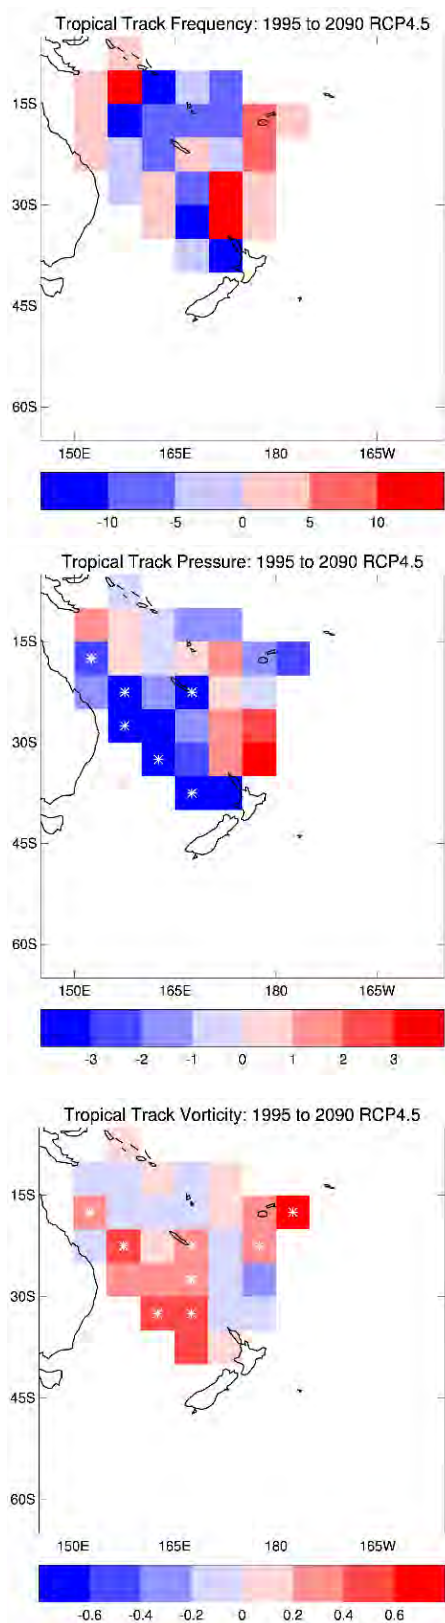 Tropical Track Frequency: 1995 to 2090 RCP4.5
15S
30S
45S
60S
150E 165E 180 165W
-10 -5 0 5 10
Tropical Track Pressure: 1995 to 2090 RCP4.5
15S
30S
45S
60S
150E 165E 180 165W
-3 -2 -1 0 1 2 3
Tropical Track Vorticity: 1995 to 2090 RCP4.5
15S
30S
45S
60S
150E 165E 180 165W
-0.6 -0.4 -0.2 0 0.2 0.4 0.6